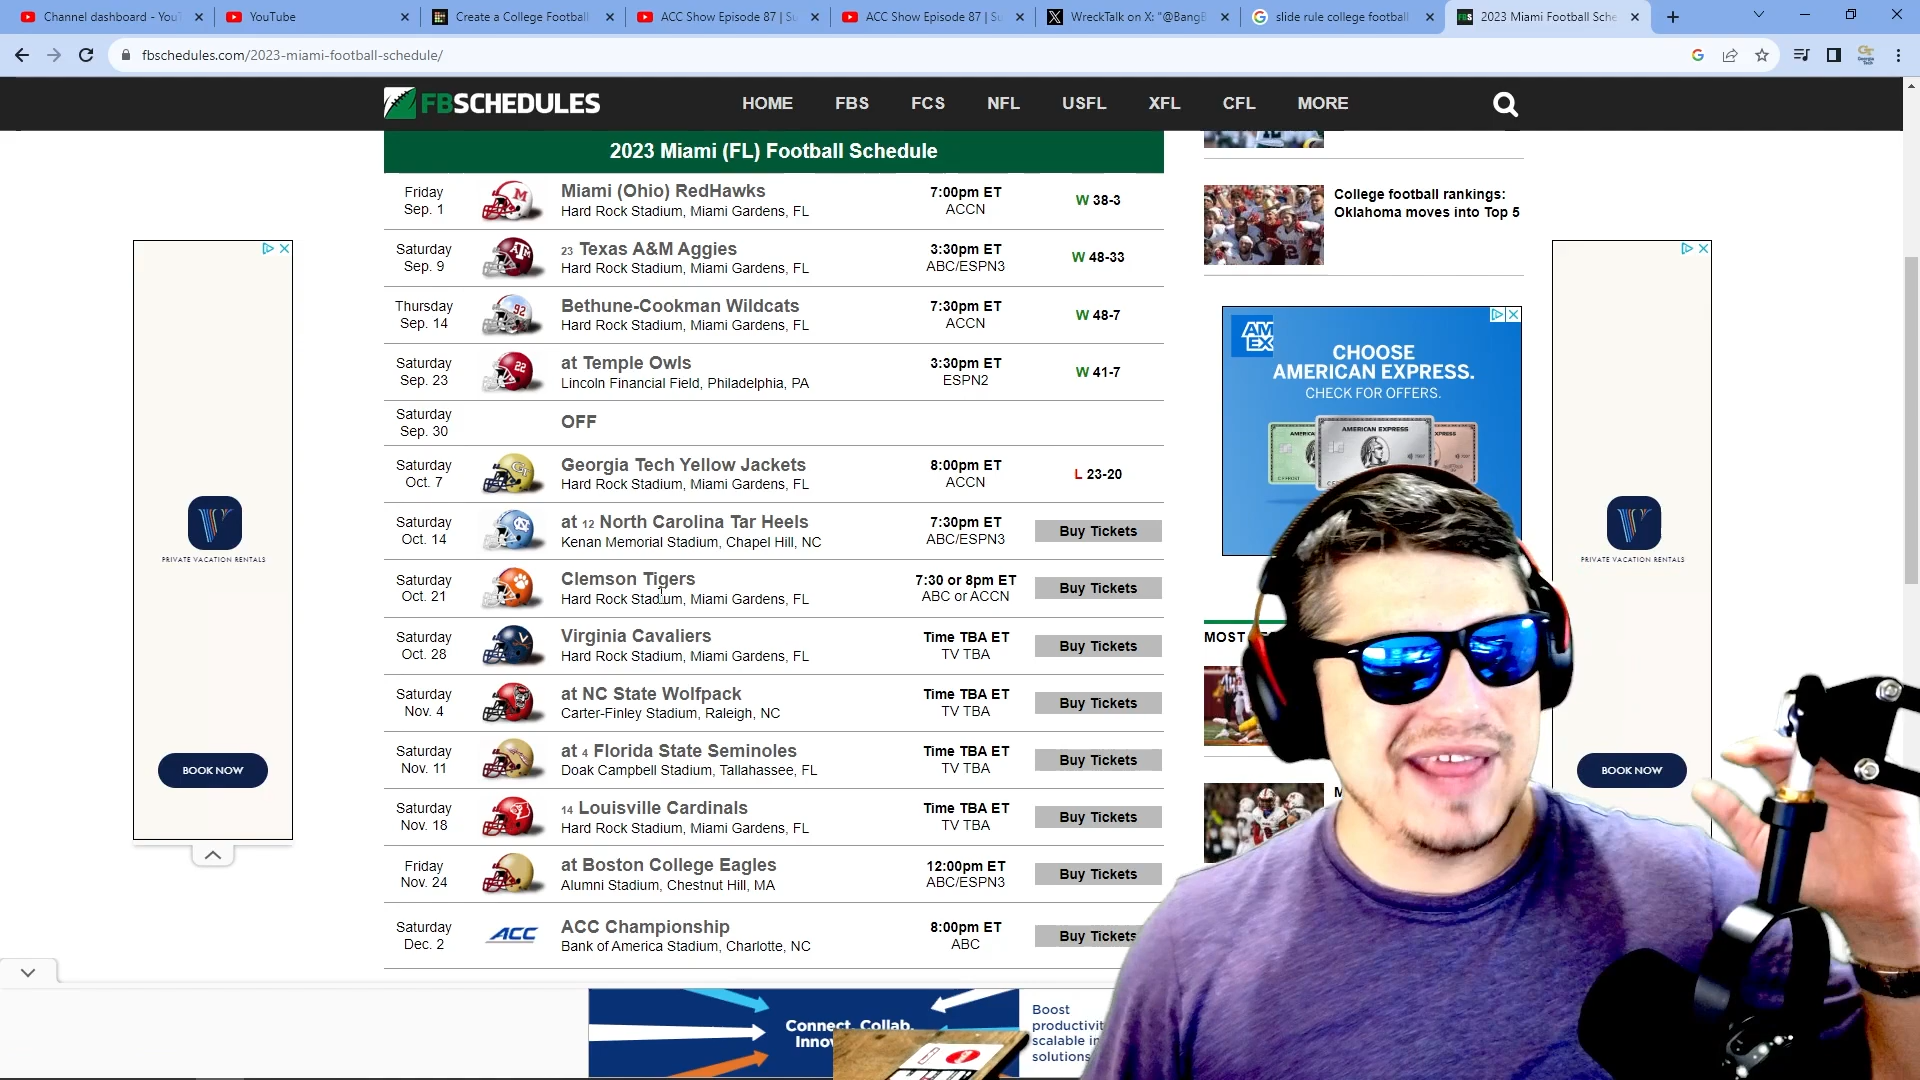 Channel dashboard - YouT
YouTube
Create a College Football
ACC Show Episode 87 | Su
ACC Show Episode 87 | Su
WreckTalk on X: "@BangB
slide rule college football
2023 Miami Football Sche
fbschedules.com/2023-miami-football-schedule/
FBSCHEDULES
HOME FBS FCS NFL USFL XFL CFL MORE
2023 Miami (FL) Football Schedule
Friday Sep. 1
Miami (Ohio) RedHawks
Hard Rock Stadium, Miami Gardens, FL
7:00pm ET
ACCN
W 38-3
Saturday Sep. 9
23 Texas A&M Aggies
Hard Rock Stadium, Miami Gardens, FL
3:30pm ET
ABC/ESPN3
W 48-33
Thursday Sep. 14
Bethune-Cookman Wildcats
Hard Rock Stadium, Miami Gardens, FL
7:30pm ET
ACCN
W 48-7
Saturday Sep. 23
at Temple Owls
Lincoln Financial Field, Philadelphia, PA
3:30pm ET
ESPN2
W 41-7
Saturday Sep. 30
OFF
Saturday Oct. 7
Georgia Tech Yellow Jackets
Hard Rock Stadium, Miami Gardens, FL
8:00pm ET
ACCN
L 23-20
Saturday Oct. 14
at 12 North Carolina Tar Heels
Kenan Memorial Stadium, Chapel Hill, NC
7:30pm ET
ABC/ESPN3
Buy Tickets
Saturday Oct. 21
Clemson Tigers
Hard Rock Stadium, Miami Gardens, FL
7:30 or 8pm ET
ABC or ACCN
Buy Tickets
Saturday Oct. 28
Virginia Cavaliers
Hard Rock Stadium, Miami Gardens, FL
Time TBA ET
TV TBA
Buy Tickets
Saturday Nov. 4
at NC State Wolfpack
Carter-Finley Stadium, Raleigh, NC
Time TBA ET
TV TBA
Buy Tickets
Saturday Nov. 11
at 4 Florida State Seminoles
Doak Campbell Stadium, Tallahassee, FL
Time TBA ET
TV TBA
Buy Tickets
Saturday Nov. 18
14 Louisville Cardinals
Hard Rock Stadium, Miami Gardens, FL
Time TBA ET
TV TBA
Buy Tickets
Friday Nov. 24
at Boston College Eagles
Alumni Stadium, Chestnut Hill, MA
12:00pm ET
ABC/ESPN3
Buy Tickets
Saturday Dec. 2
ACC
ACC Championship
Bank of America Stadium, Charlotte, NC
8:00pm ET
ABC
Buy Tickets
College football rankings:
Oklahoma moves into Top 5
AM
EX
CHOOSE
AMERICAN EXPRESS.
CHECK FOR OFFERS.
AMERICAN EXPRESS
MOST
M
PRIVATE VACATION RENTALS
BOOK NOW
PRIVATE VACATION RENTALS
BOOK NOW
Connect. Collab.
Innov
Boost
productivit
scalable in
solutions